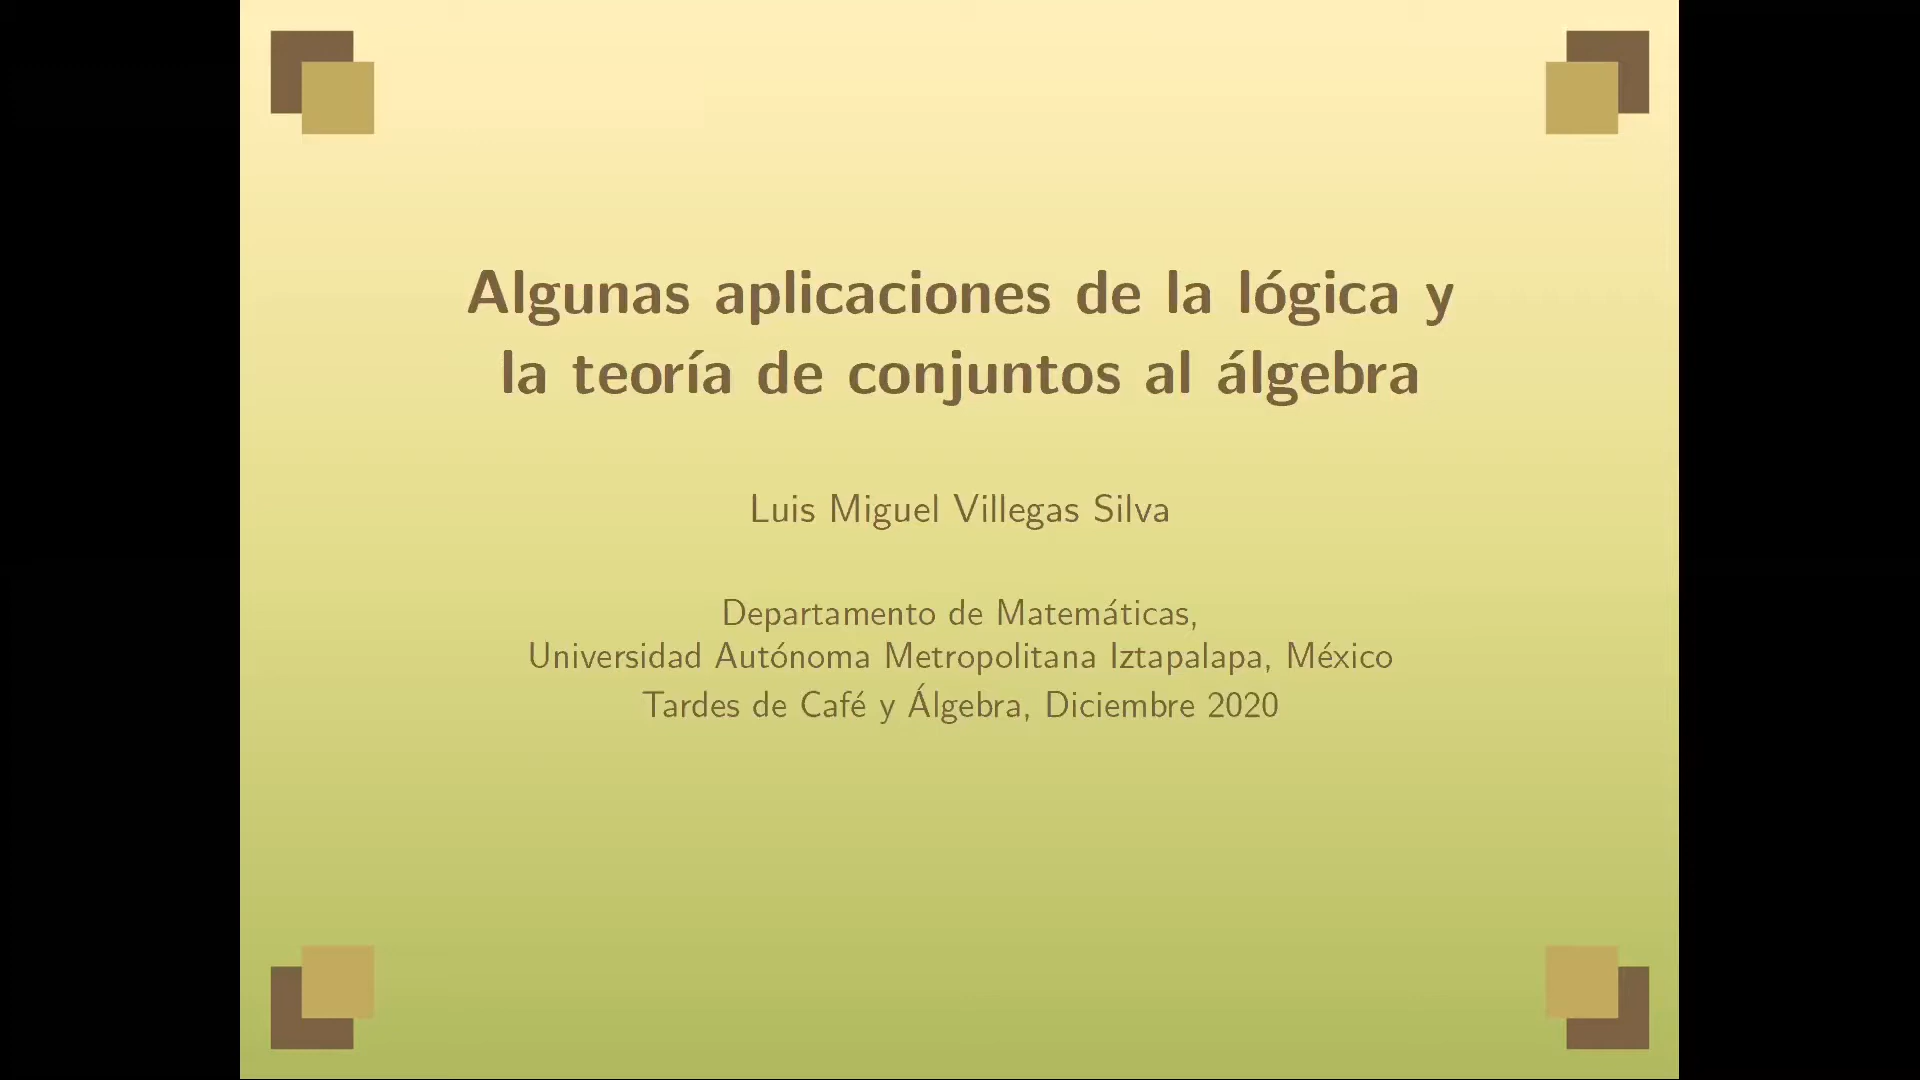 Algunas aplicaciones de la lógica y
la teoría de conjuntos al álgebra
Luis Miguel Villegas Silva
Departamento de Matemáticas,
Universidad Autónoma Metropolitana Iztapalapa, México
Tardes de Café y Álgebra, Diciembre 2020